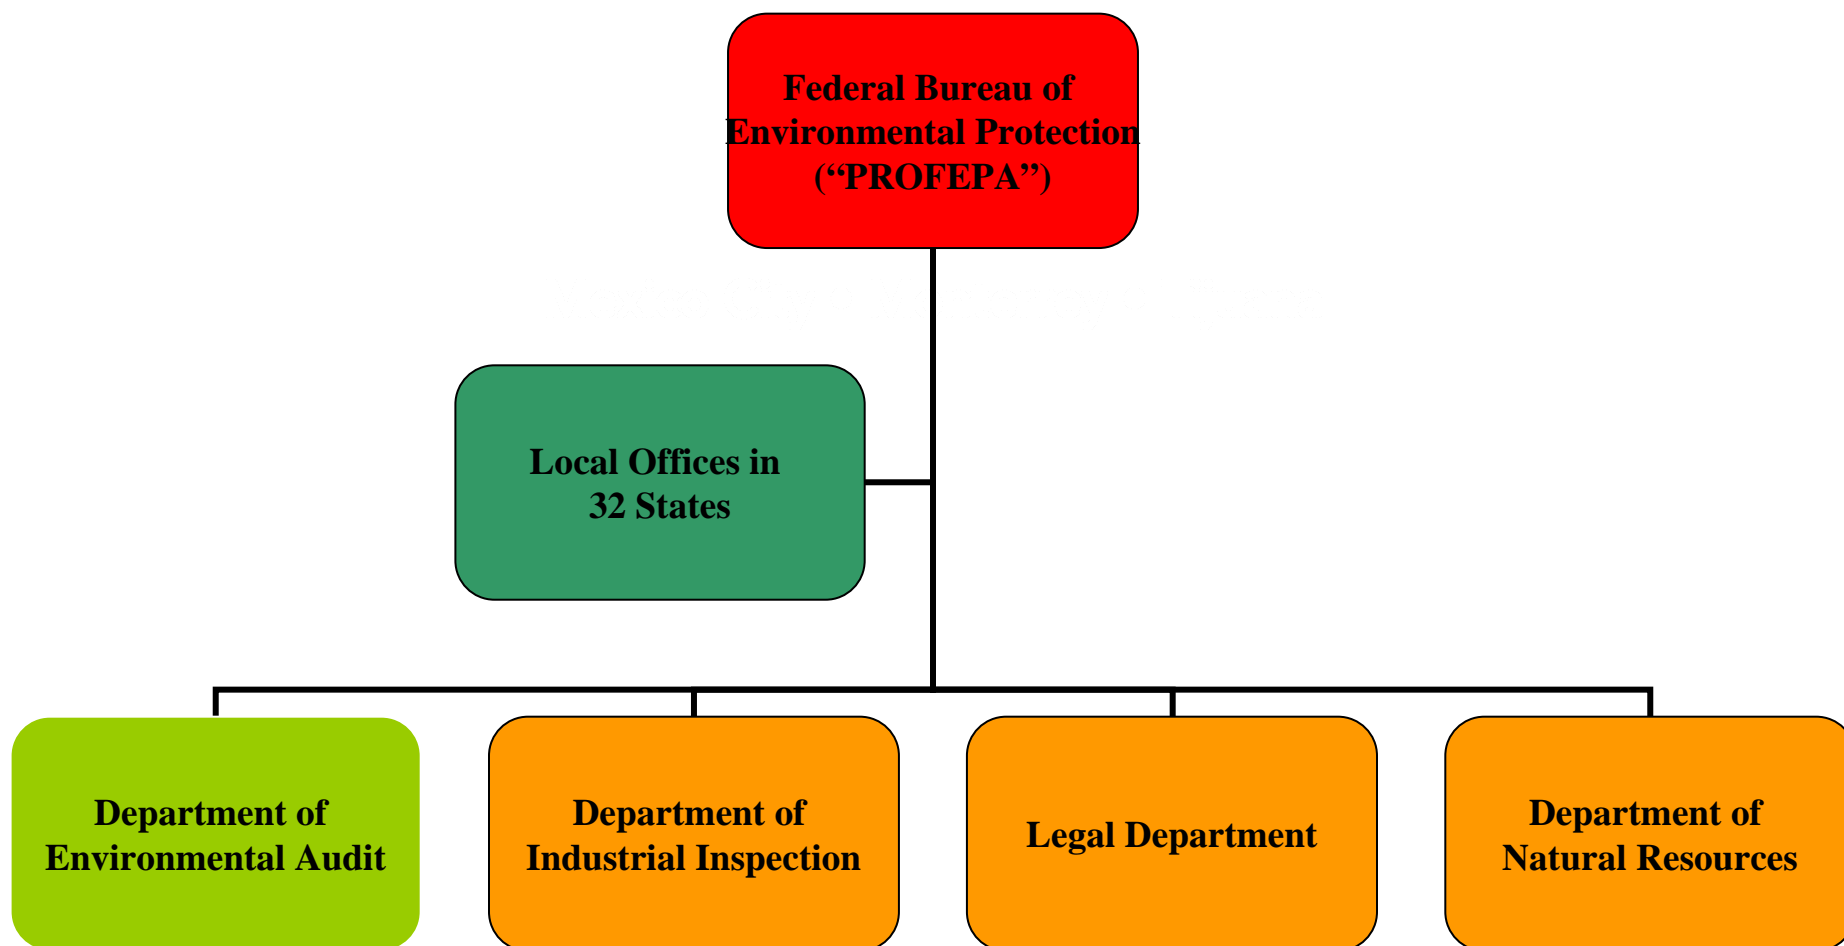 Federal Bureau of
Environmental Protection
(“PROFEPA”)
Local Offices in
32 States
Department of
Environmental Audit
Department of
Industrial Inspection
Legal Department
Department of
Natural Resources